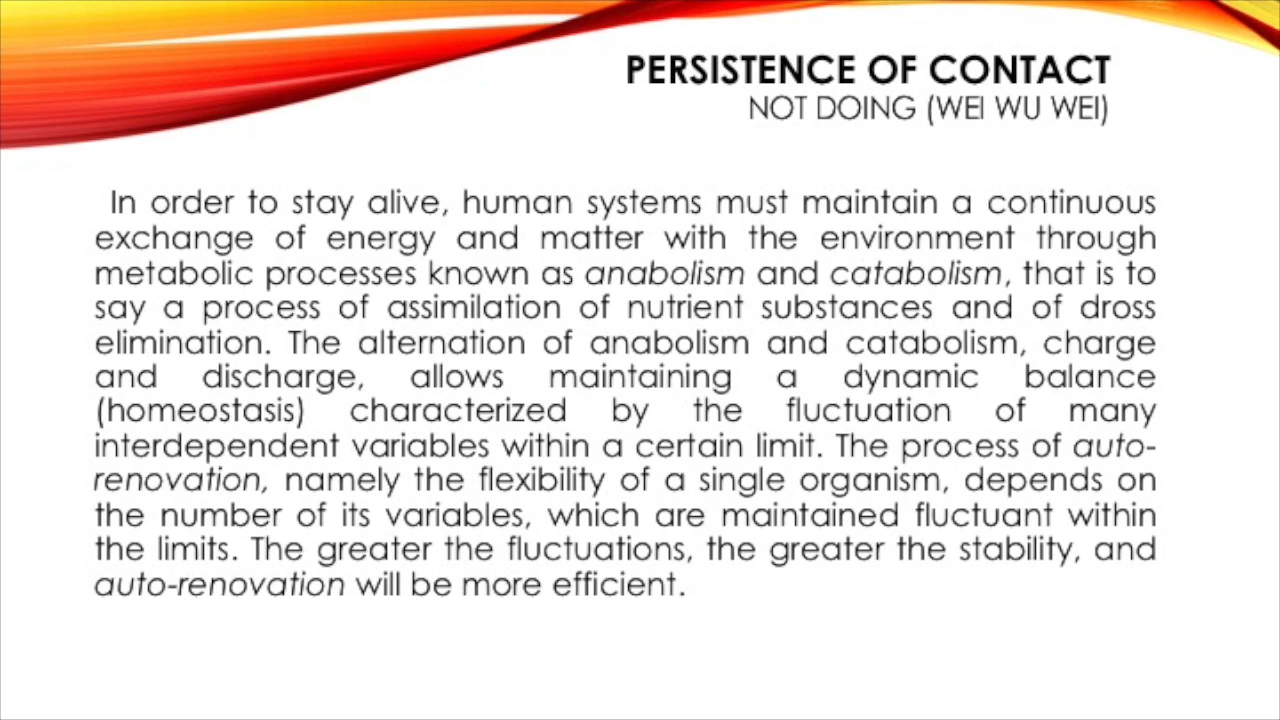 PERSISTENCE OF CONTACT
NOT DOING (WEI WU WEI)
In order to stay alive, human systems must maintain a continuous
exchange of energy and matter with the environment through
metabolic processes known as anabolism and catabolism, that is to
say a process of assimilation of nutrient substances and of dross
elimination. The alternation of anabolism and catabolism, charge
and discharge, allows maintaining a dynamic balance
(homeostasis) characterized by the fluctuation of many
interdependent variables within a certain limit. The process of auto-
renovation, namely the flexibility of a single organism, depends on
the number of its variables, which are maintained fluctuant within
the limits. The greater the fluctuations, the greater the stability, and
auto-renovation will be more efficient.